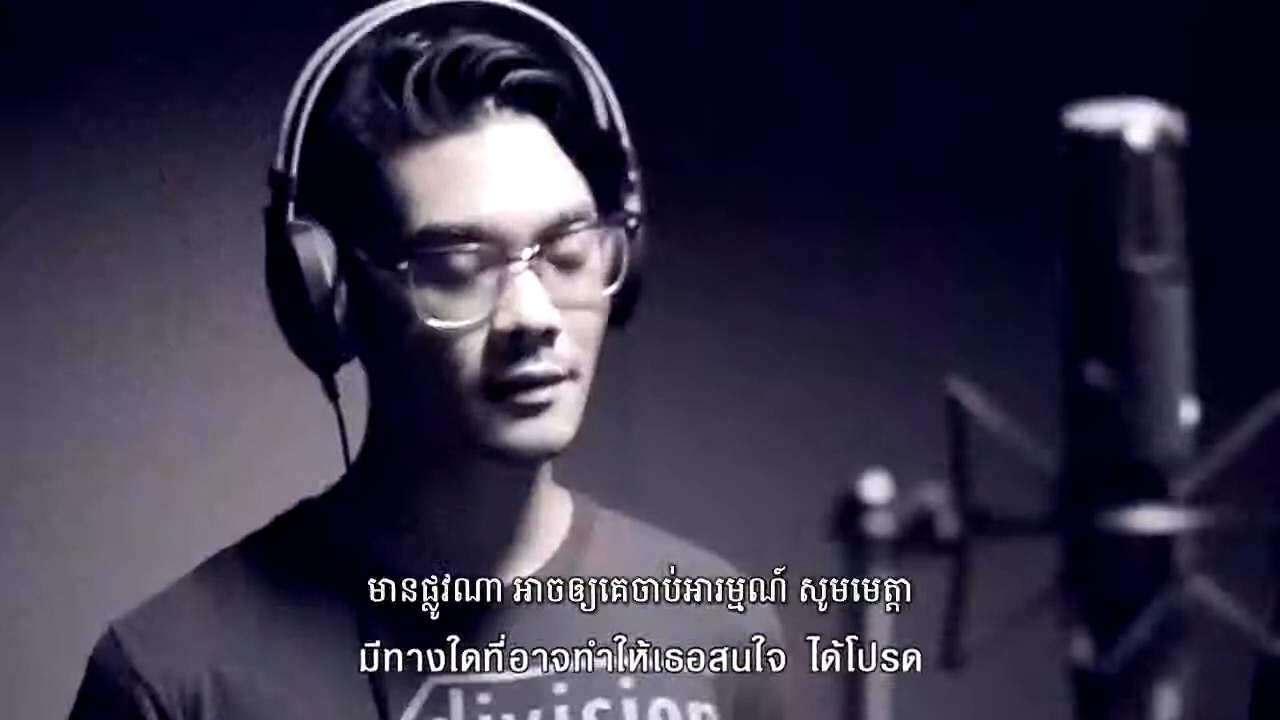 មានផ្លូវណា អាចឲ្យគេចាប់អារម្មណ៍ សូមមេត្តា
มีทางใดที่อาจทำให้เธอสนใจ ได้โปรด
division